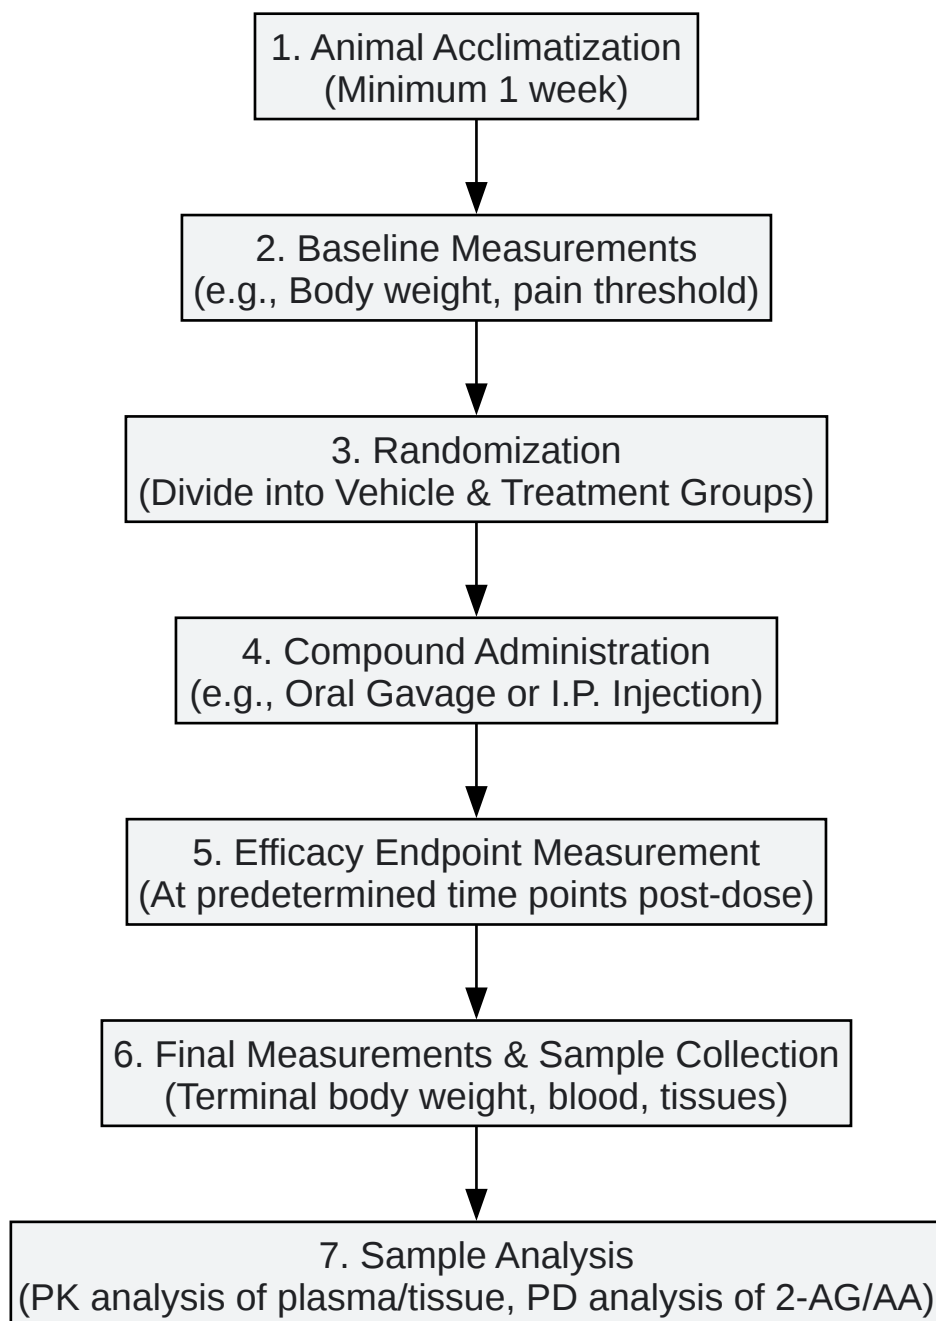 1. Animal Acclimatization
(Minimum 1 week)
2. Baseline Measurements
(e.g., Body weight, pain threshold)
3. Randomization
(Divide into Vehicle & Treatment Groups)
4. Compound Administration
(e.g., Oral Gavage or I.P. Injection)
5. Efficacy Endpoint Measurement
(At predetermined time points post-dose)
6. Final Measurements & Sample Collection
(Terminal body weight, blood, tissues)
7. Sample Analysis
(PK analysis of plasma/tissue, PD analysis of 2-AG/AA)